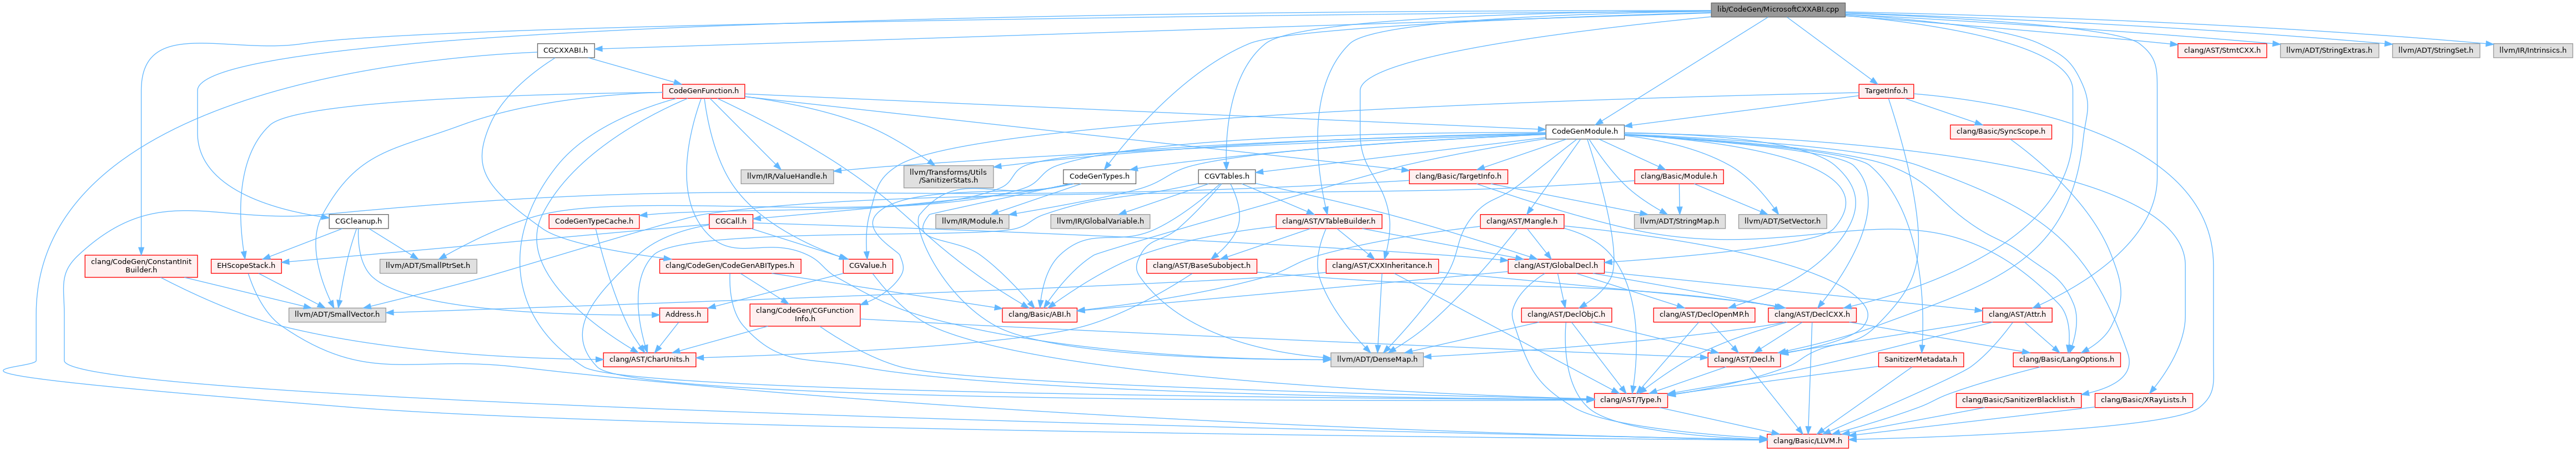 lib/CodeGen/MicrosoftCXXABI.cpp
CGCXXABI.h
clang/AST/StmtCXX.h
llvm/ADT/StringExtras.h
llvm/ADT/StringSet.h
llvm/IR/Intrinsics.h
CodeGenFunction.h
TargetInfo.h
CodeGenModule.h
clang/Basic/SyncScope.h
llvm/IR/ValueHandle.h
llvm/Transforms/Utils
/SanitizerStats.h
CodeGenTypes.h
CGVTables.h
clang/Basic/TargetInfo.h
clang/Basic/Module.h
CGCleanup.h
CodeGenTypeCache.h
CGCall.h
llvm/IR/Module.h
llvm/IR/GlobalVariable.h
clang/AST/VTableBuilder.h
clang/AST/Mangle.h
llvm/ADT/StringMap.h
llvm/ADT/SetVector.h
clang/CodeGen/ConstantInit
Builder.h
EHScopeStack.h
llvm/ADT/SmallPtrSet.h
clang/CodeGen/CodeGenABITypes.h
CGValue.h
clang/AST/BaseSubobject.h
clang/AST/CXXInheritance.h
clang/AST/GlobalDecl.h
llvm/ADT/SmallVector.h
Address.h
clang/CodeGen/CGFunction
Info.h
clang/Basic/ABI.h
clang/AST/DeclObjC.h
clang/AST/DeclOpenMP.h
clang/AST/DeclCXX.h
clang/AST/Attr.h
clang/AST/CharUnits.h
llvm/ADT/DenseMap.h
clang/AST/Decl.h
SanitizerMetadata.h
clang/Basic/LangOptions.h
clang/AST/Type.h
clang/Basic/SanitizerBlacklist.h
clang/Basic/XRayLists.h
clang/Basic/LLVM.h